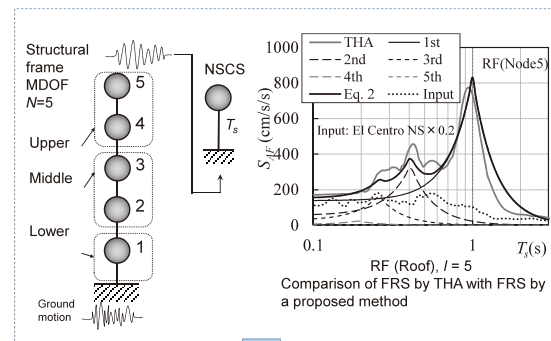 Structural
frame
MDOF
N=5
Upper
Middle
Lower
Ground
motion
5
4
3
2
1
NSCS
Ts
1000
800
600
400
200
0
SAF (cm/s/s)
THA
1st
2nd
3rd
4th
5th
Eq. 2
Input
RF(Node5)
Input: El Centro NS×0.2
0.1
1
Ts(s)
RF (Roof), l = 5
Comparison of FRS by THA with FRS by
a proposed method